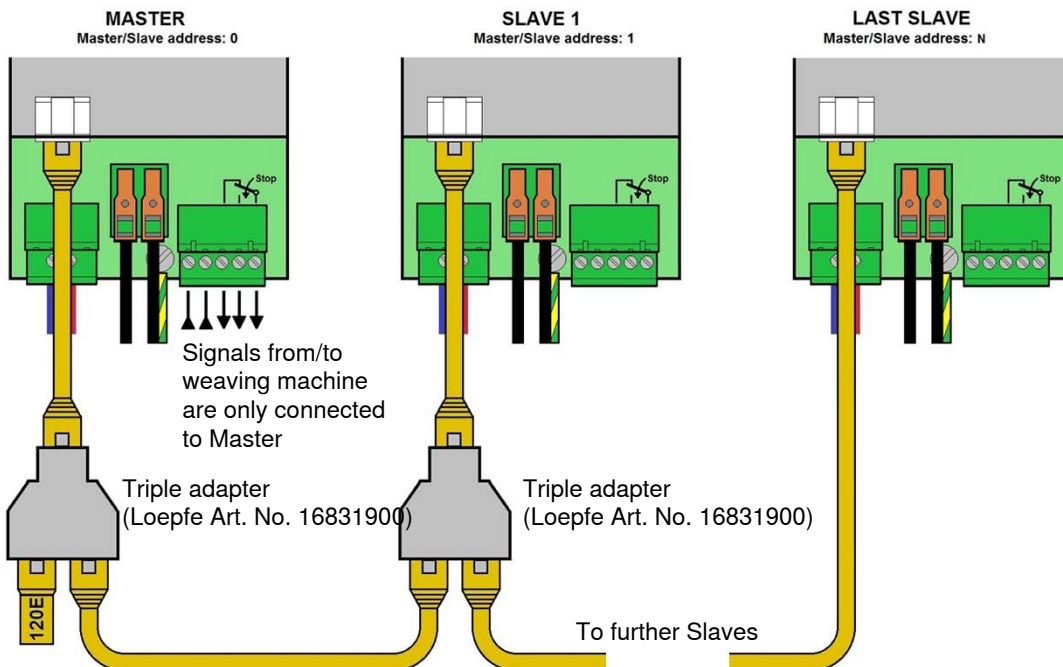 MASTER
Master/Slave address: 0
SLAVE 1
Master/Slave address: 1
LAST SLAVE
Master/Slave address: N
Stop
Stop
Stop
Signals from/to
weaving machine
are only connected
to Master
Triple adapter
(Loepfe Art. No. 16831900)
Triple adapter
(Loepfe Art. No. 16831900)
120E
To further Slaves